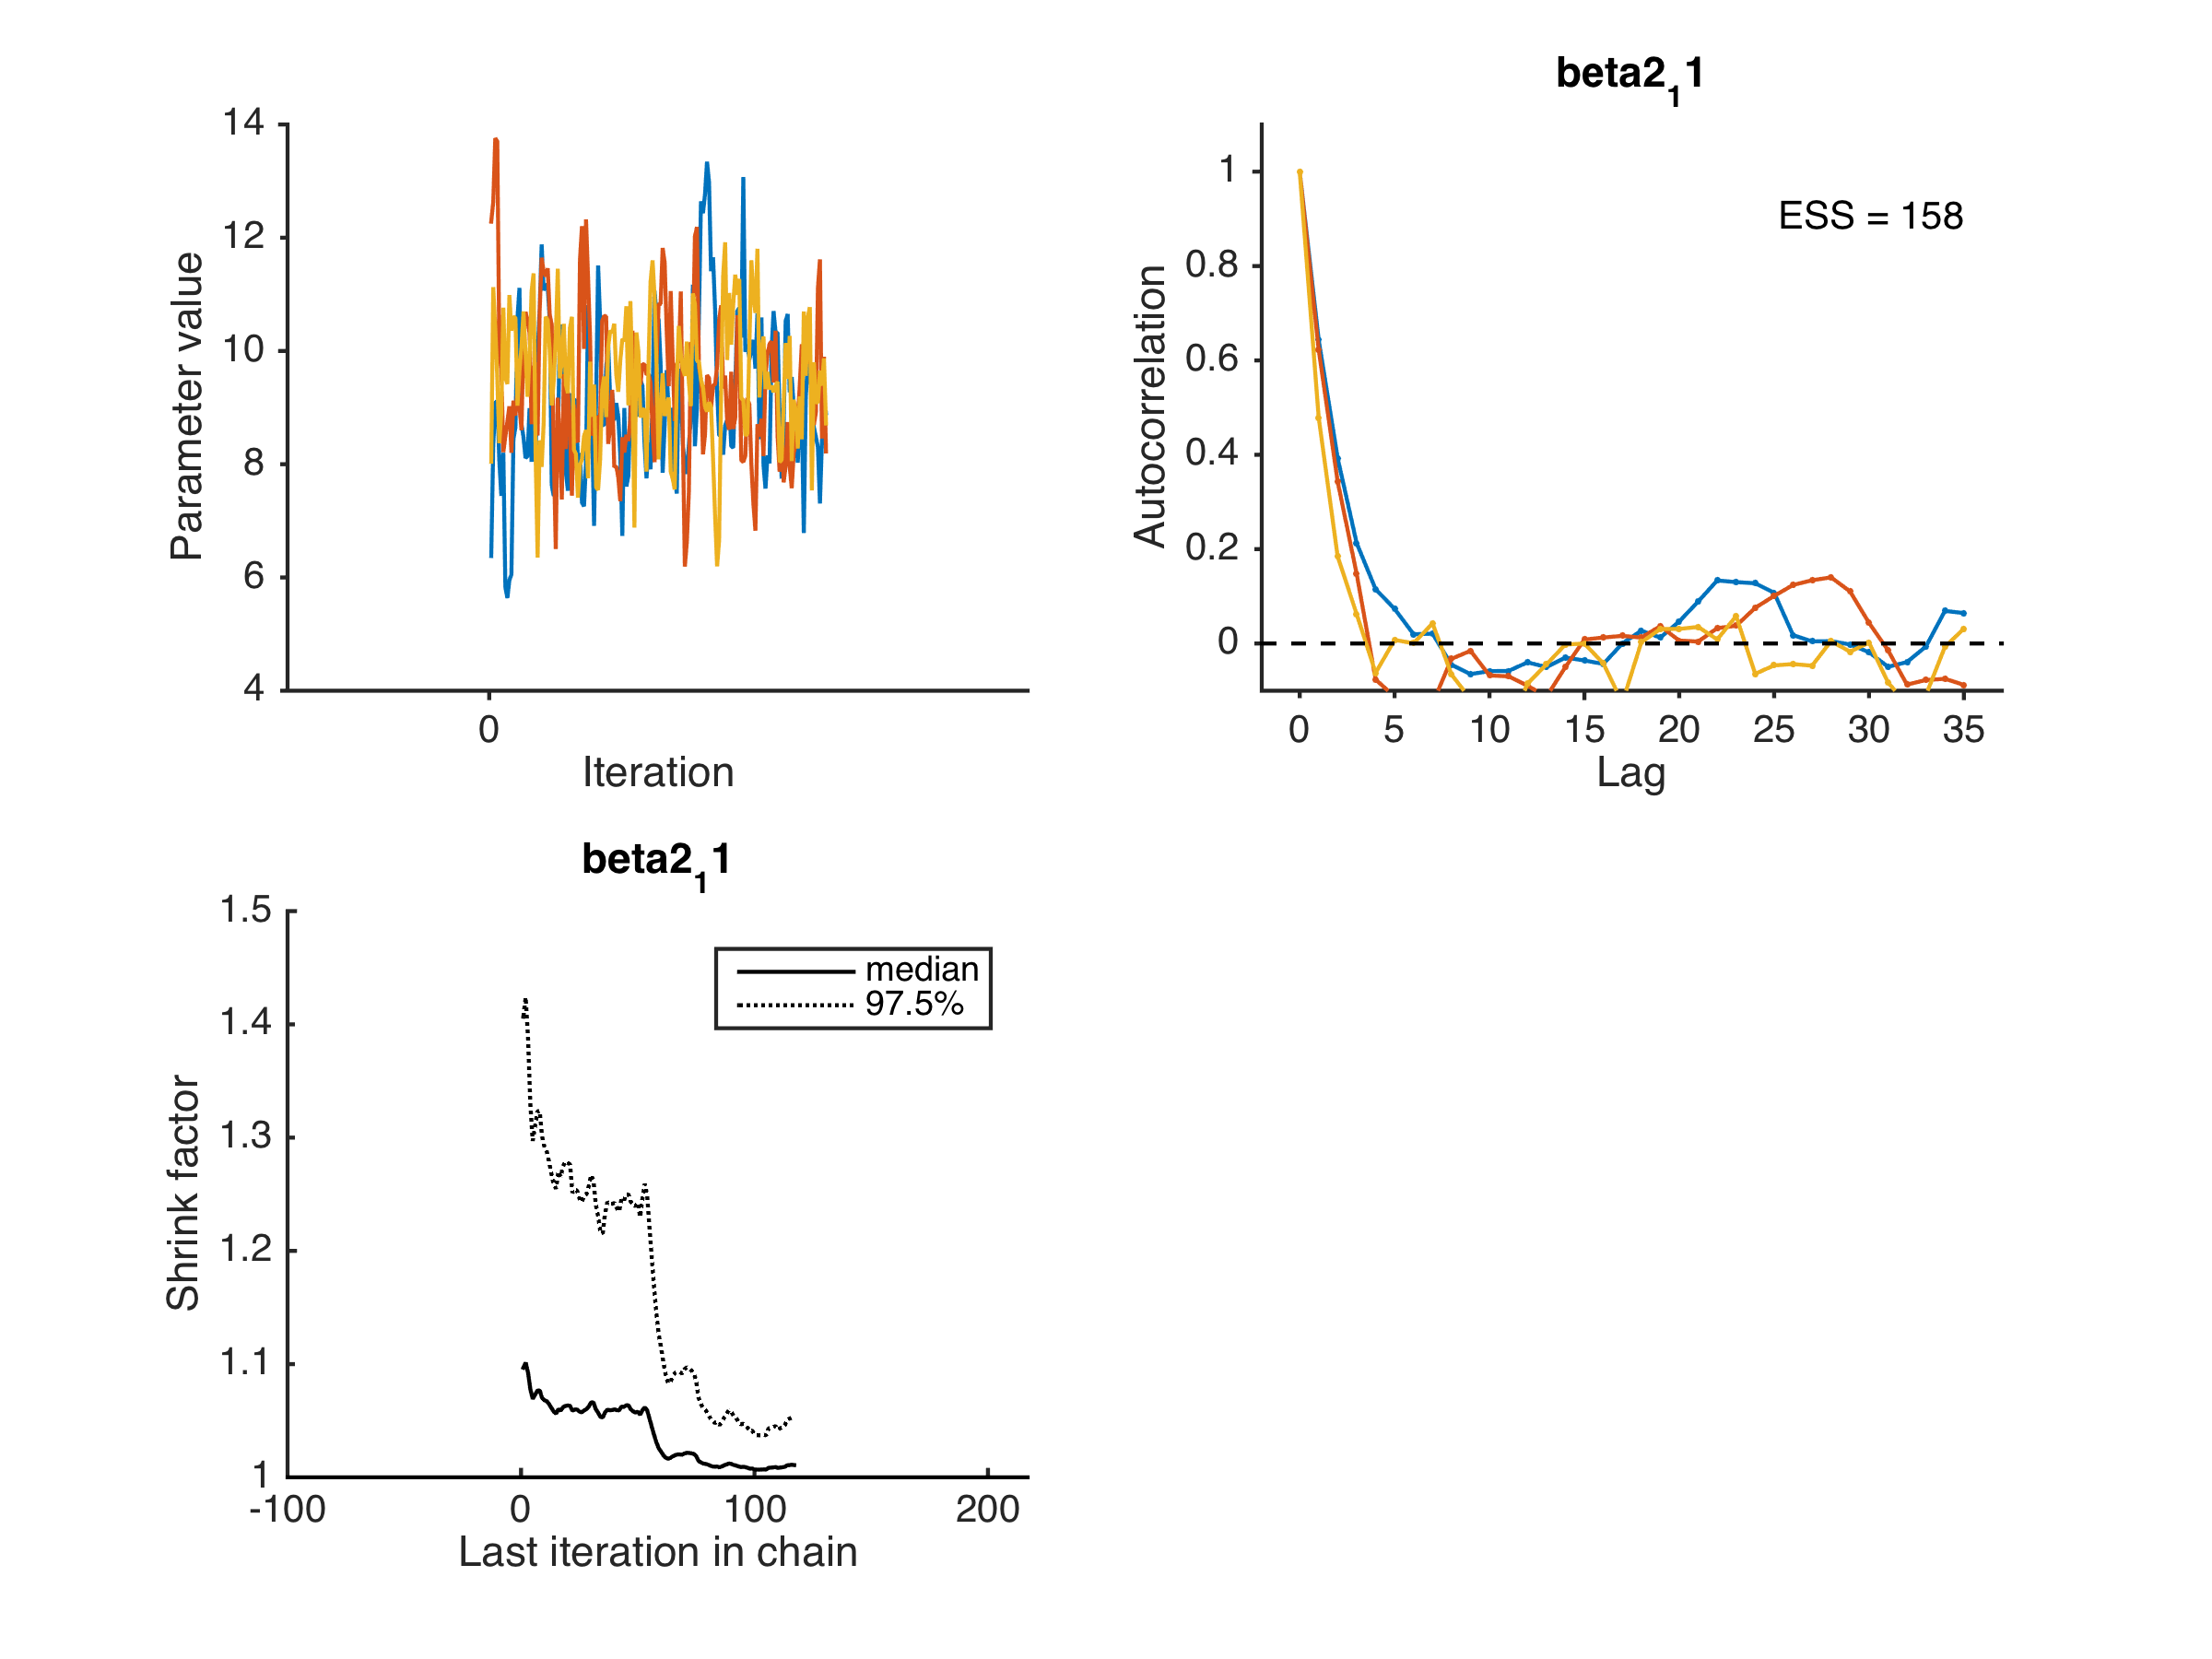 14
12
10
8
6
4
Parameter value
0
Iteration
beta2₁1
ESS = 158
1
0.8
0.6
0.4
0.2
0
Autocorrelation
0 5 10 15 20 25 30 35
Lag
beta2₁1
median
97.5%
1.5
1.4
1.3
1.2
1.1
1
Shrink factor
-100 0 100 200
Last iteration in chain